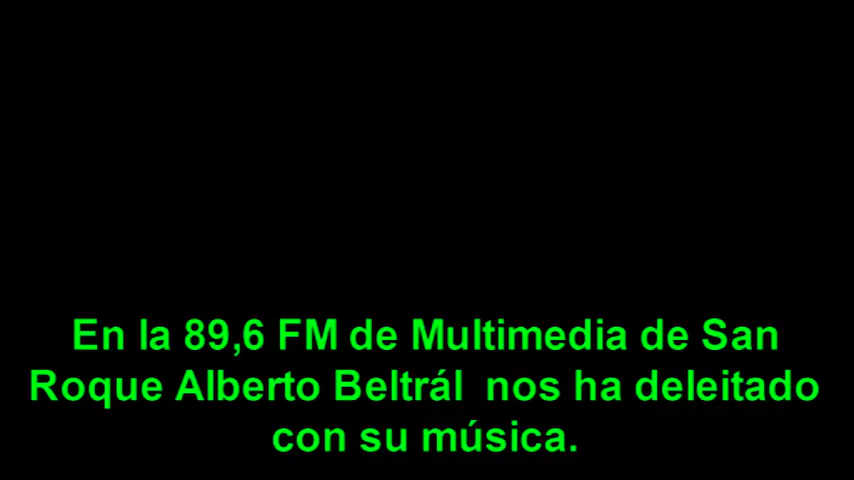 En la 89,6 FM de Multimedia de San
Roque Alberto Beltrál  nos ha deleitado
con su música.